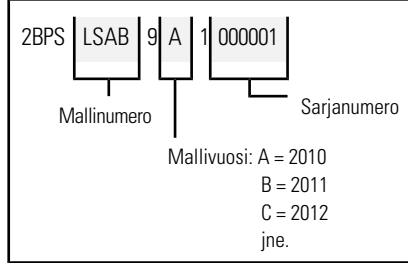 2BPS LSAB 9 A 1 000001
Mallinumero
Sarjanumero
Mallivuosi: A = 2010
B = 2011
C = 2012
jne.